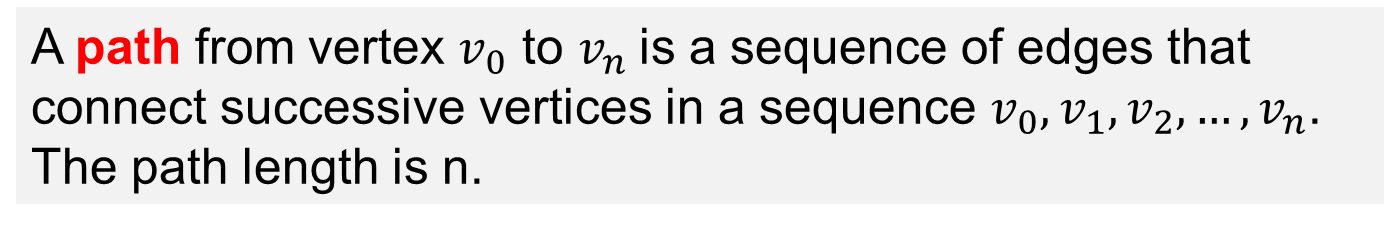 A path from vertex 𝑣₀ to 𝑣ₙ is a sequence of edges that
connect successive vertices in a sequence 𝑣₀, 𝑣₁, 𝑣₂, … , 𝑣ₙ.
The path length is n.